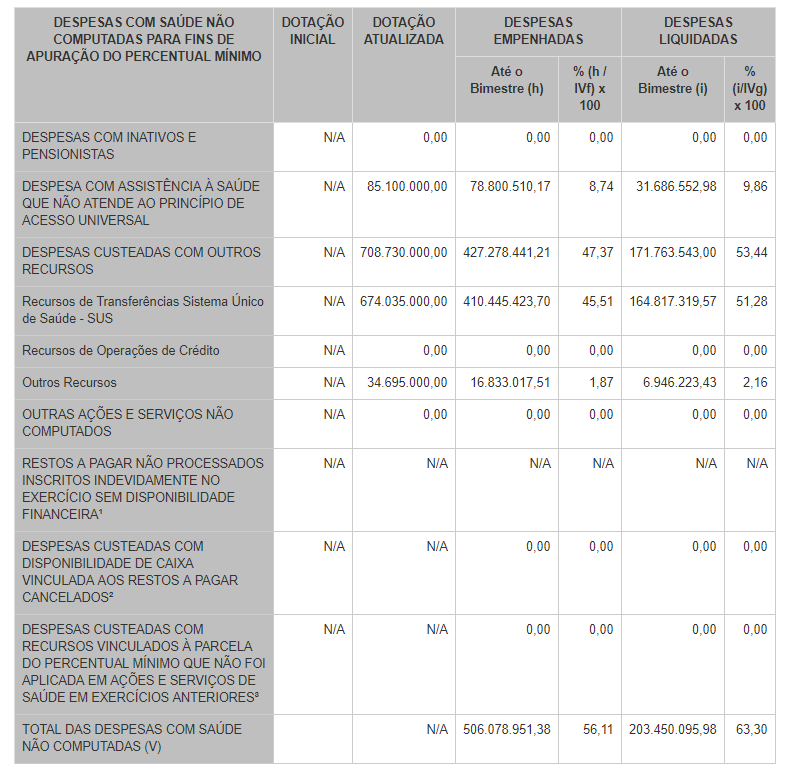 DESPESAS COM SAÚDE NÃO COMPUTADAS PARA FINS DE APURAÇÃO DO PERCENTUAL MÍNIMO | DOTAÇÃO INICIAL | DOTAÇÃO ATUALIZADA | DESPESAS EMPENHADAS | DESPESAS LIQUIDADAS
Até o Bimestre (h) | % (h / IVf) x 100 | Até o Bimestre (i) | % (i/IVg) x 100
DESPESAS COM INATIVOS E PENSIONISTAS | N/A | 0,00 | 0,00 | 0,00 | 0,00 | 0,00
DESPESA COM ASSISTÊNCIA À SAÚDE QUE NÃO ATENDE AO PRINCÍPIO DE ACESSO UNIVERSAL | N/A | 85.100.000,00 | 78.800.510,17 | 8,74 | 31.686.552,98 | 9,86
DESPESAS CUSTEADAS COM OUTROS RECURSOS | N/A | 708.730.000,00 | 427.278.441,21 | 47,37 | 171.763.543,00 | 53,44
Recursos de Transferências Sistema Único de Saúde - SUS | N/A | 674.035.000,00 | 410.445.423,70 | 45,51 | 164.817.319,57 | 51,28
Recursos de Operações de Crédito | N/A | 0,00 | 0,00 | 0,00 | 0,00 | 0,00
Outros Recursos | N/A | 34.695.000,00 | 16.833.017,51 | 1,87 | 6.946.223,43 | 2,16
OUTRAS AÇÕES E SERVIÇOS NÃO COMPUTADOS | N/A | 0,00 | 0,00 | 0,00 | 0,00 | 0,00
RESTOS A PAGAR NÃO PROCESSADOS INSCRITOS INDEVIDAMENTE NO EXERCÍCIO SEM DISPONIBILIDADE FINANCEIRA¹ | N/A | N/A | N/A | N/A | N/A | N/A
DESPESAS CUSTEADAS COM DISPONIBILIDADE DE CAIXA VINCULADA AOS RESTOS A PAGAR CANCELADOS² | N/A | N/A | 0,00 | 0,00 | 0,00 | 0,00
DESPESAS CUSTEADAS COM RECURSOS VINCULADOS À PARCELA DO PERCENTUAL MÍNIMO QUE NÃO FOI APLICADA EM AÇÕES E SERVIÇOS DE SAÚDE EM EXERCÍCIOS ANTERIORES³ | N/A | N/A | 0,00 | 0,00 | 0,00 | 0,00
TOTAL DAS DESPESAS COM SAÚDE NÃO COMPUTADAS (V) | N/A | 506.078.951,38 | 56,11 | 203.450.095,98 | 63,30